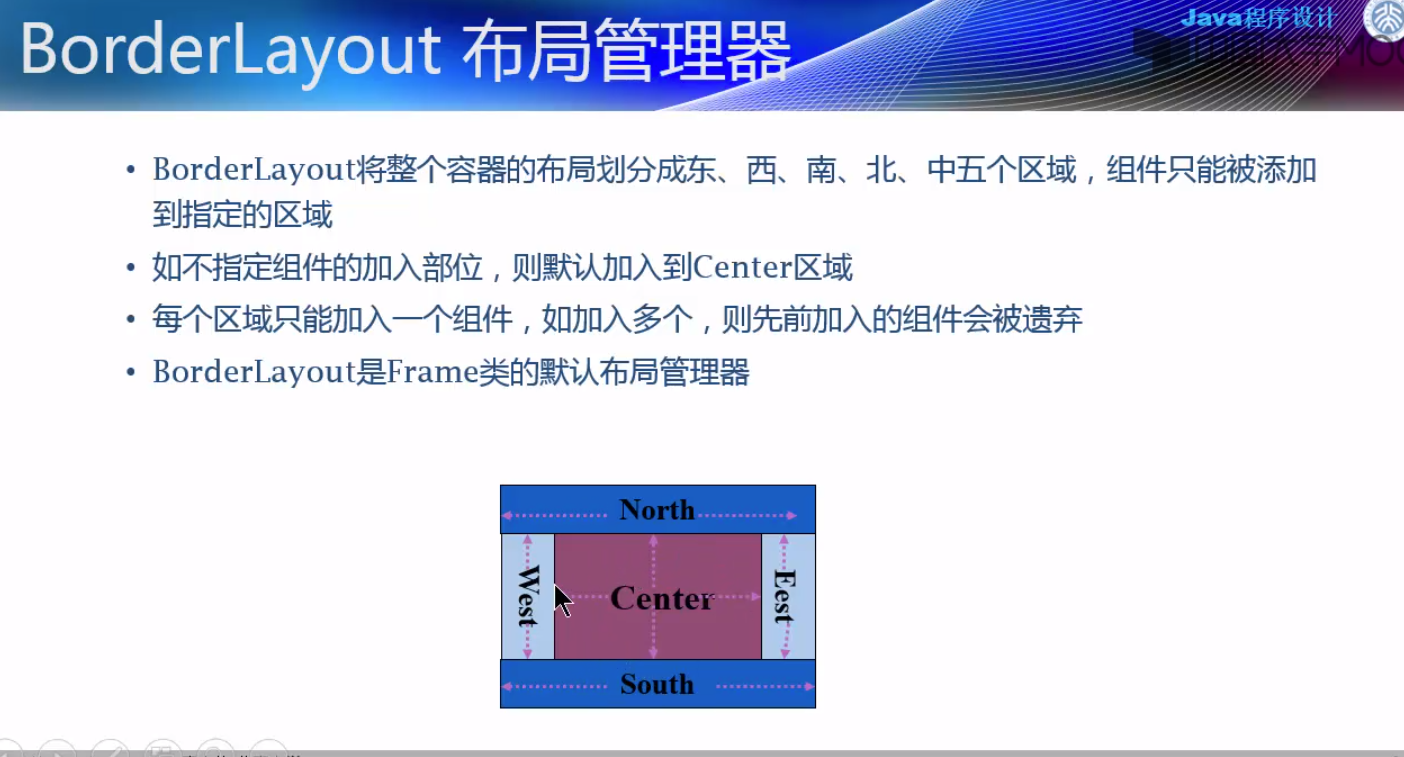 Java程序设计
BorderLayout 布局管理器
• BorderLayout将整个容器的布局划分成东、西、南、北、中五个区域，组件只能被添加
到指定的区域
• 如不指定组件的加入部位，则默认加入到Center区域
• 每个区域只能加入一个组件，如加入多个，则先前加入的组件会被遗弃
• BorderLayout是Frame类的默认布局管理器
North
West
Center
Eest
South